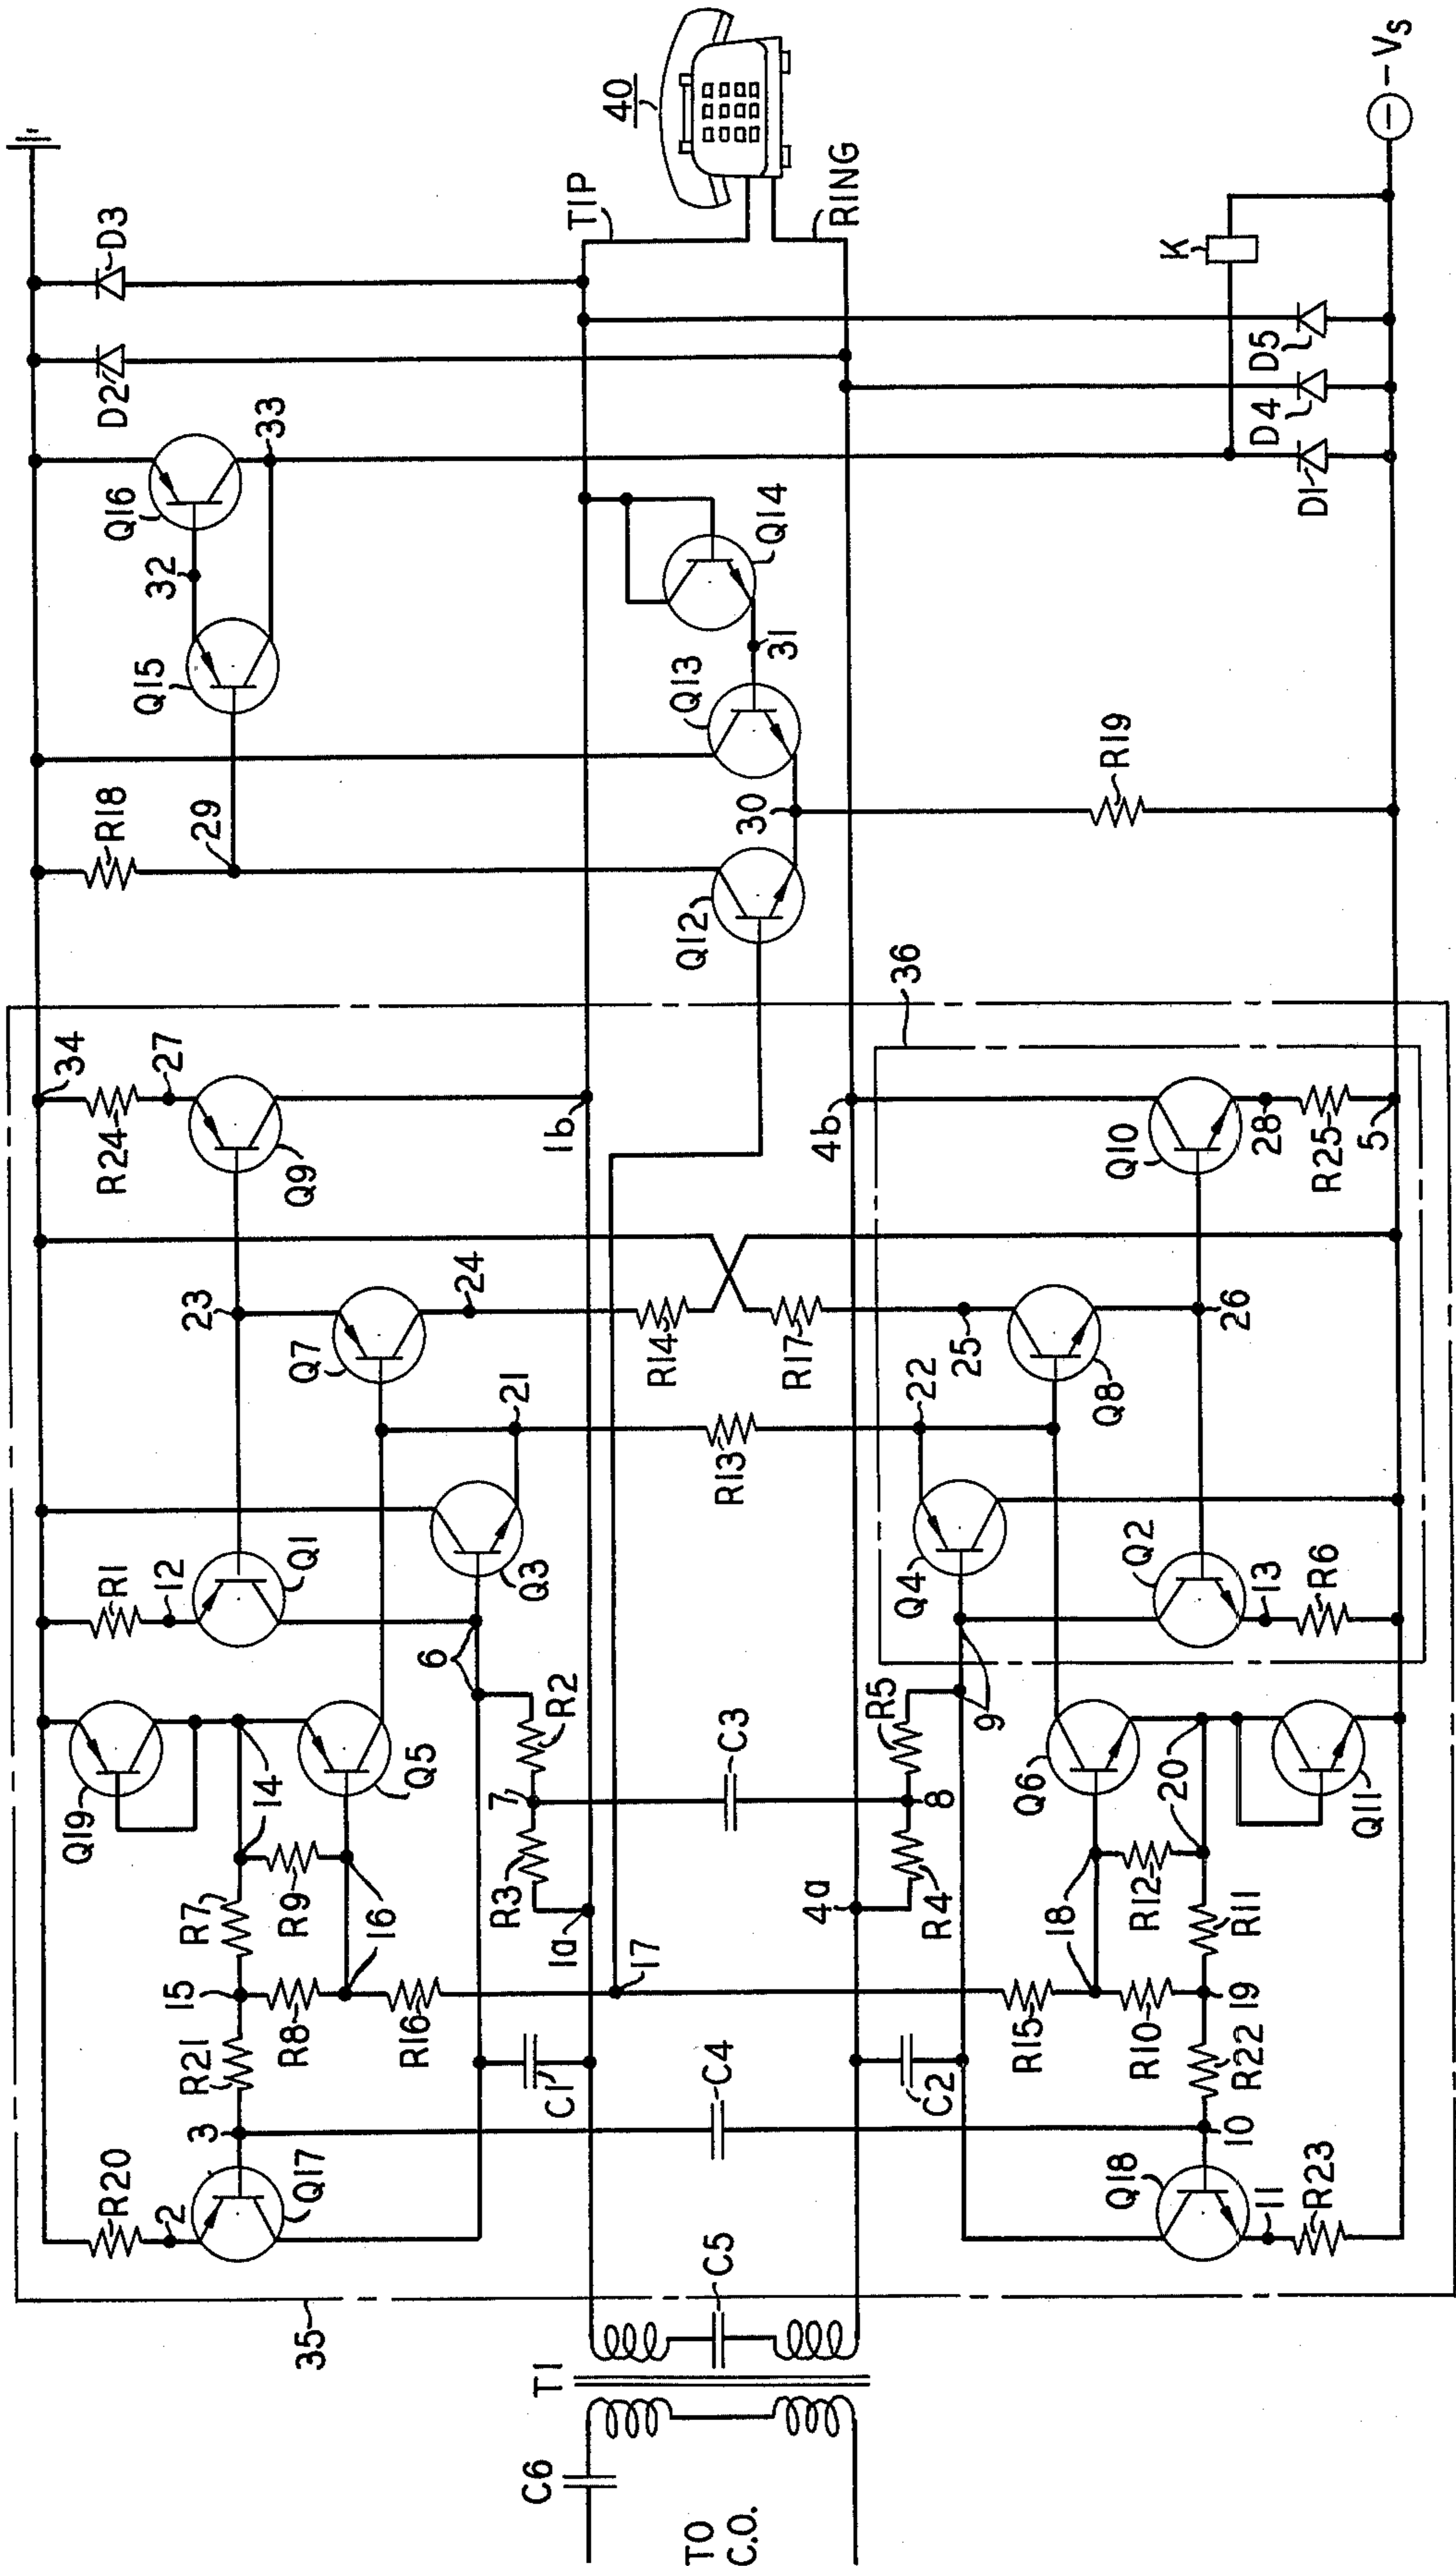 35
R20
2
Q17
3
R21
15
R7
Q19
14
R9
R8
16
R16
Q5
R1
12
Q1
6
Q3
21
Q7
23
24
R24
34
27
Q9
R18
29
Q15
32
Q16
33
D2
D3
C6
T1
C5
TO
C.O.
C1
C4
R3
1a
7
R2
C3
17
R13
R14
R17
1b
Q12
30
Q13
31
Q14
TIP
40
RING
C2
4a
R4
8
R5
9
R15
18
R10
R12
Q6
20
Q4
22
25
Q8
4b
36
R19
K
Q18
10
11
R23
R22
19
R11
Q11
Q2
13
R6
26
Q10
28
R25
5
D1
D4
D5
− VS